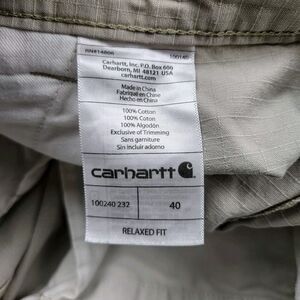 RN#14806 100140
Carhartt, Inc. P.O. Box 600
Dearborn, MI 48121 USA
carhartt.com
Made in China
Fabriqué en Chine
Hecho en China
100% Cotton
100% Coton
100% Algodón
Exclusive of Trimming
Sans garniture
Sin incluir adorno
carhartt
100240 232 40
RELAXED FIT